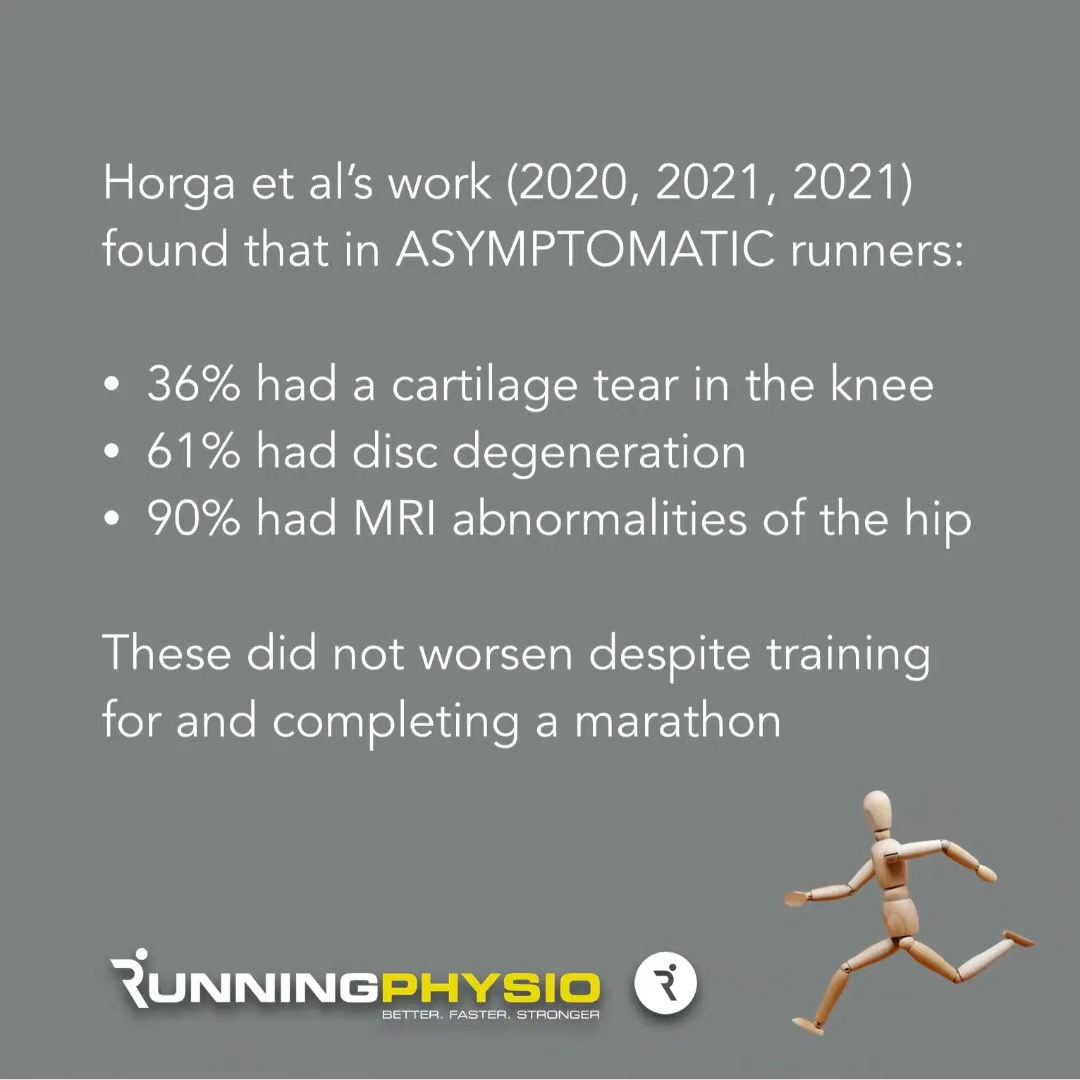 Horga et al’s work (2020, 2021, 2021)
found that in ASYMPTOMATIC runners:
• 36% had a cartilage tear in the knee
• 61% had disc degeneration
• 90% had MRI abnormalities of the hip
These did not worsen despite training
for and completing a marathon
RUNNINGPHYSIO
BETTER. FASTER. STRONGER